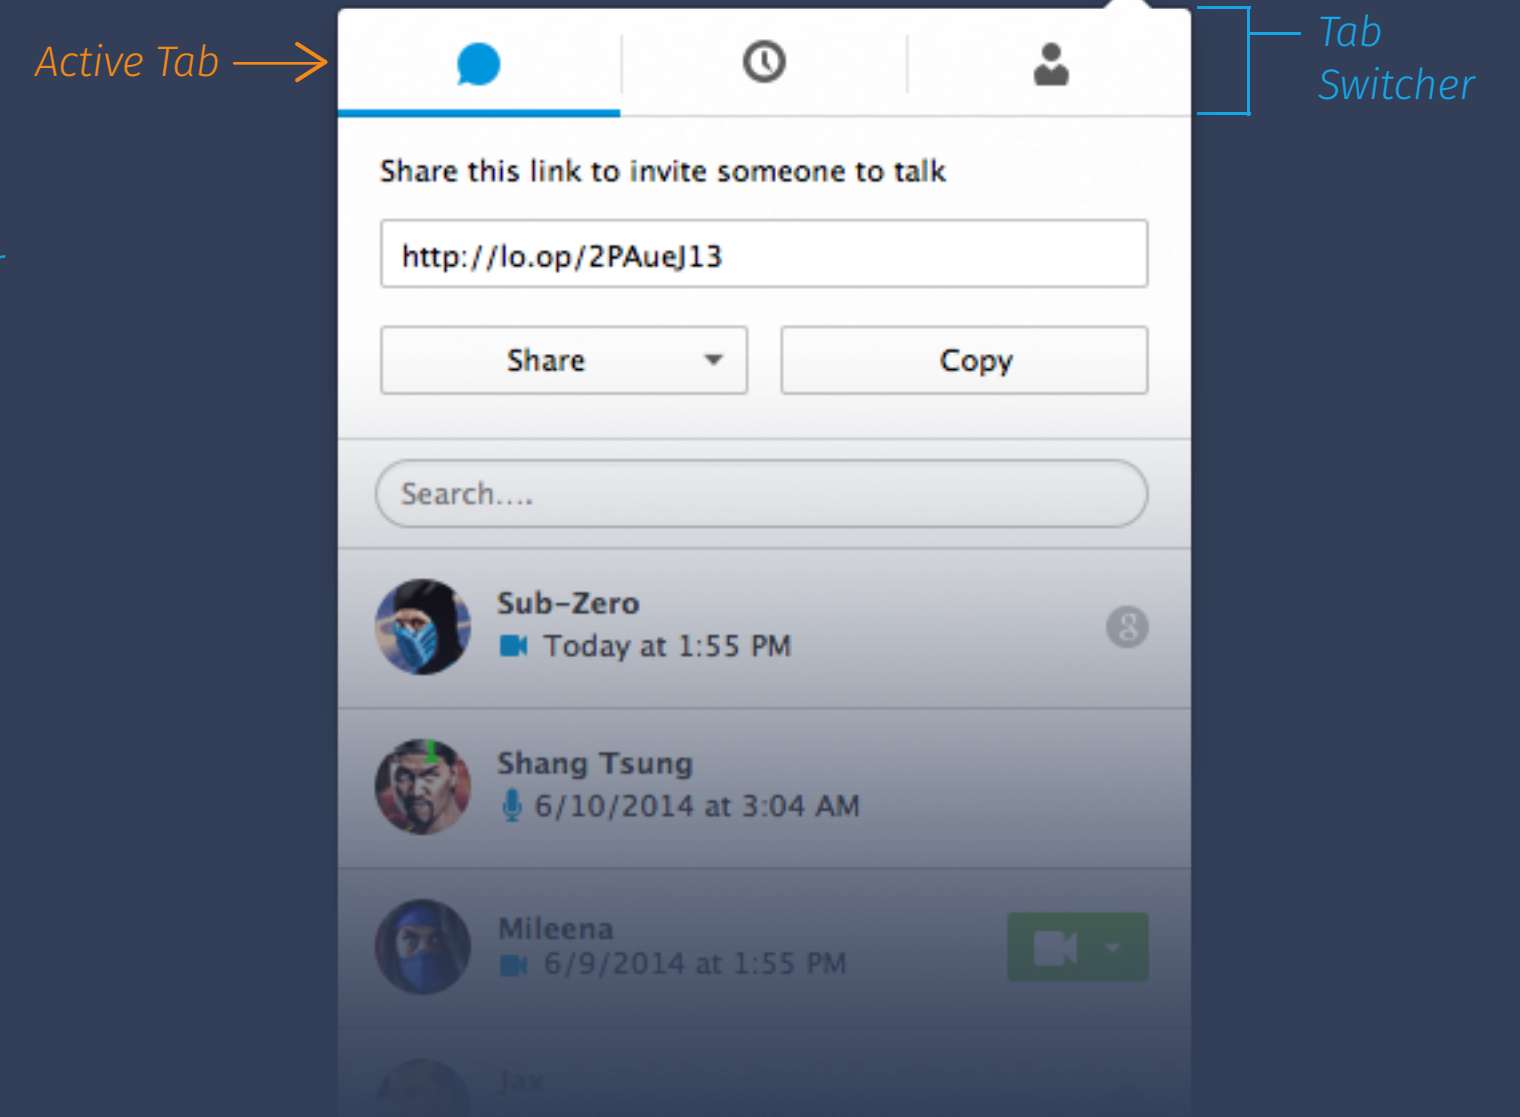 Active Tab
Tab
Switcher
Share this link to invite someone to talk
http://lo.op/2PAueJ13
Share
Copy
Search....
Sub-Zero
Today at 1:55 PM
8
Shang Tsung
6/10/2014 at 3:04 AM
Mileena
6/9/2014 at 1:55 PM
Jax